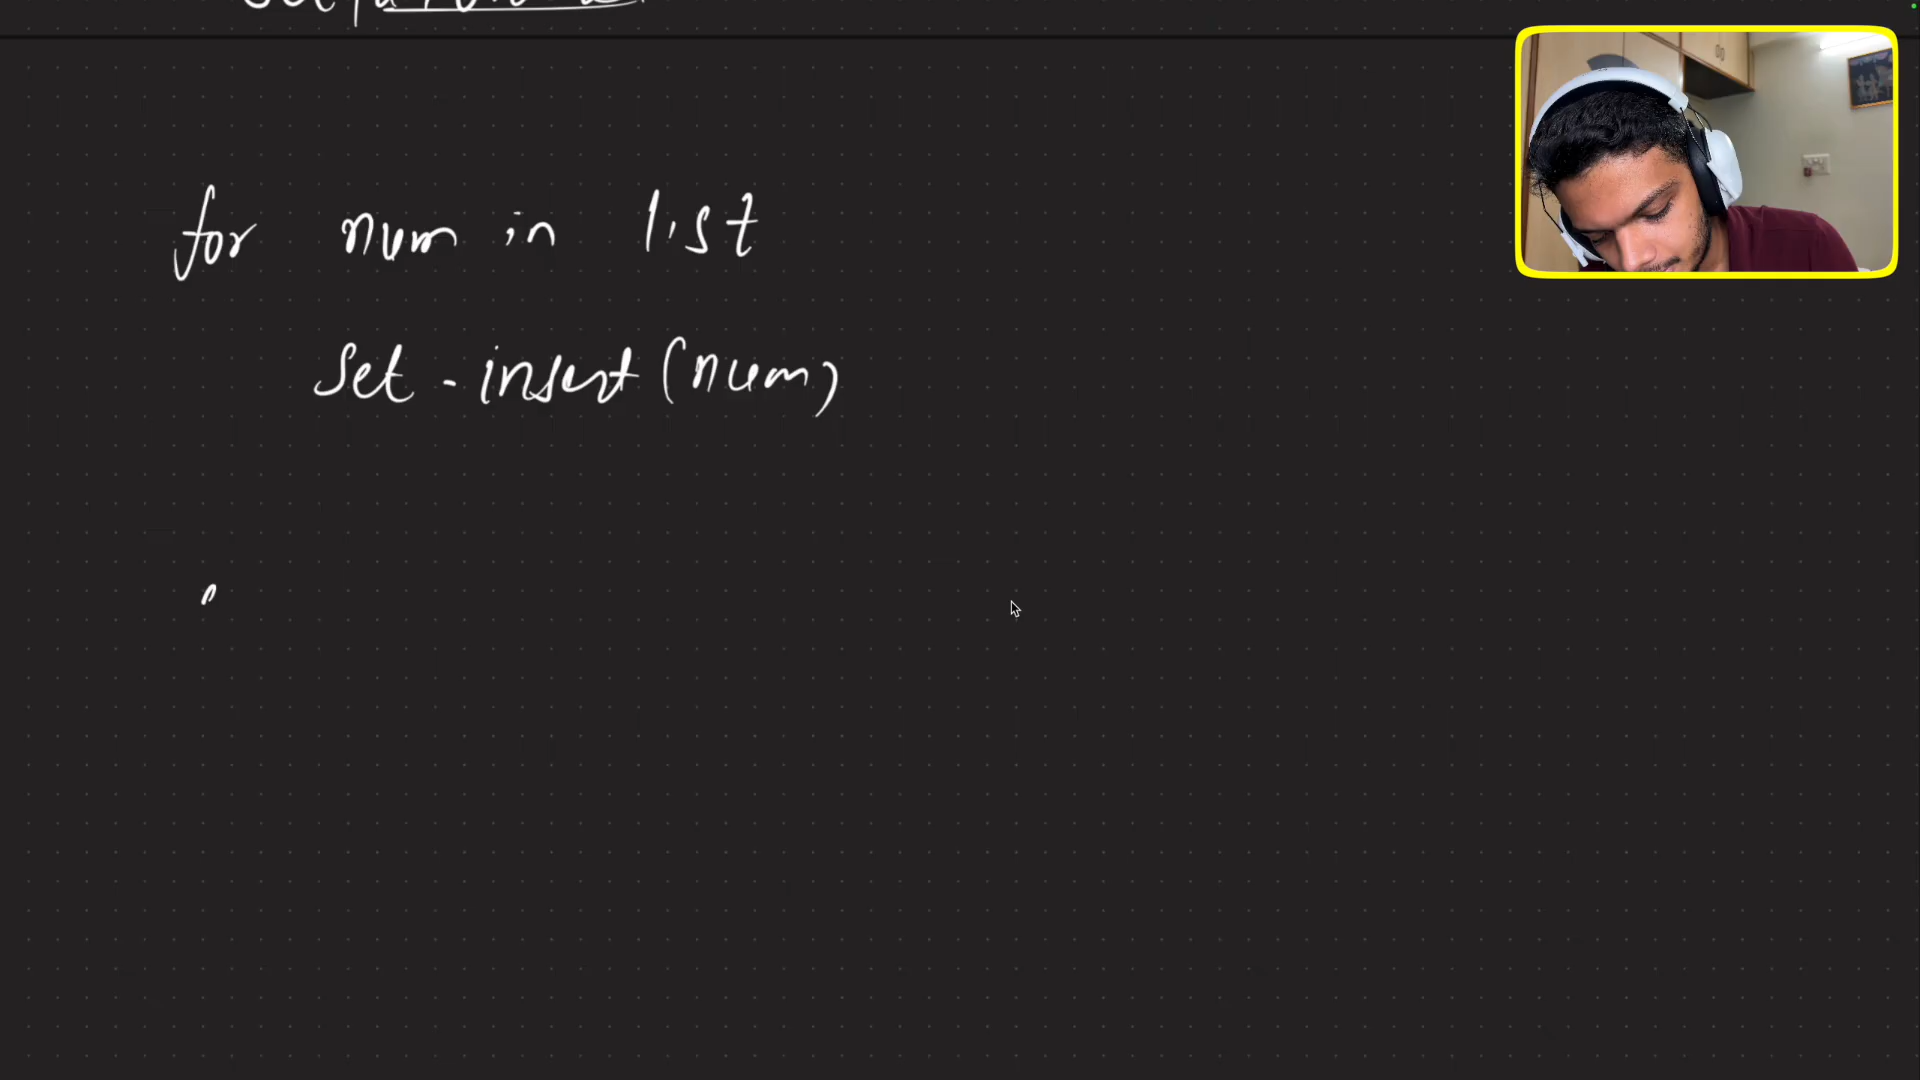 for num in list
set - insert (num)